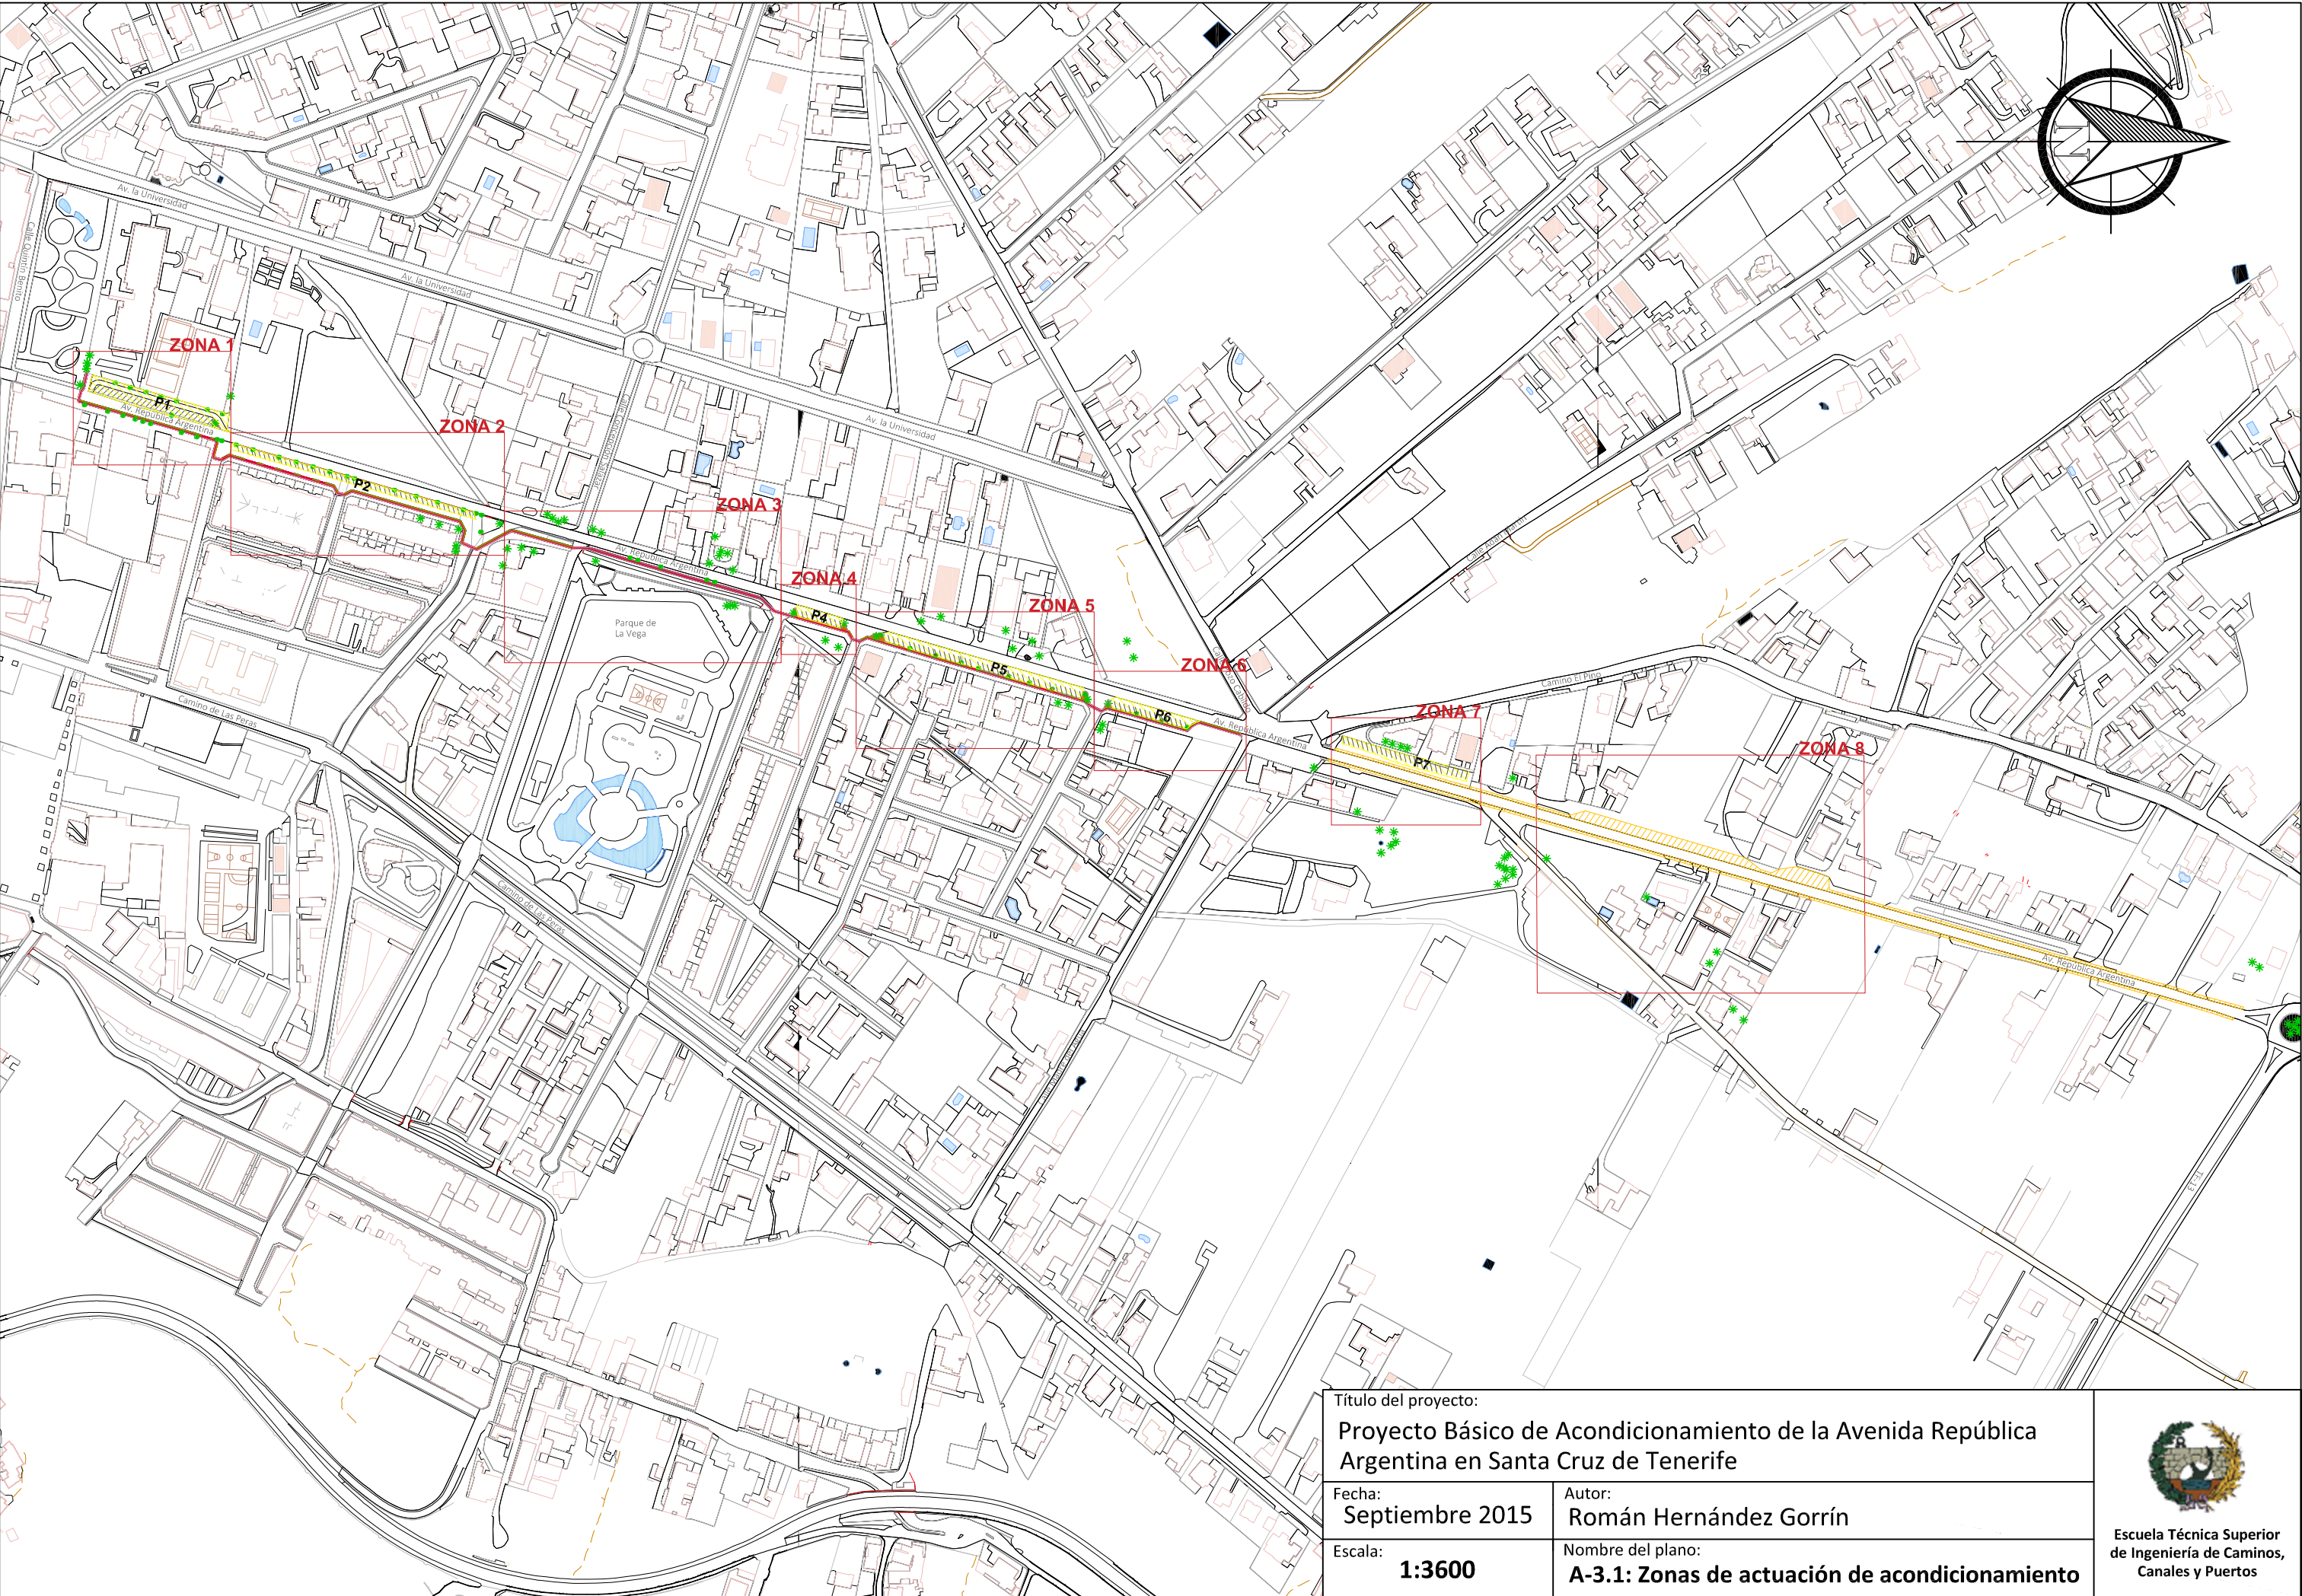 N
Av. la Universidad
Calle Quintín Benito
Av. la Universidad
ZONA 1
P1
Av. República Argentina
ZONA 2
P2
Av. la Universidad
ZONA 3
Av. República Argentina
ZONA 4
P4
Parque de
La Vega
ZONA 5
P5
ZONA 6
P6
Av. República Argentina
Camino El Pino
P
ZONA 7
P7
ZONA 8
Camino de Las Peras
Camino de Las Peras
Av. República Argentina
TF-13
Título del proyecto:
Proyecto Básico de Acondicionamiento de la Avenida República
Argentina en Santa Cruz de Tenerife
Fecha:
Septiembre 2015
Autor:
Román Hernández Gorrín
Escala:
1:3600
Nombre del plano:
A-3.1: Zonas de actuación de acondicionamiento
Escuela Técnica Superior
de Ingeniería de Caminos,
Canales y Puertos